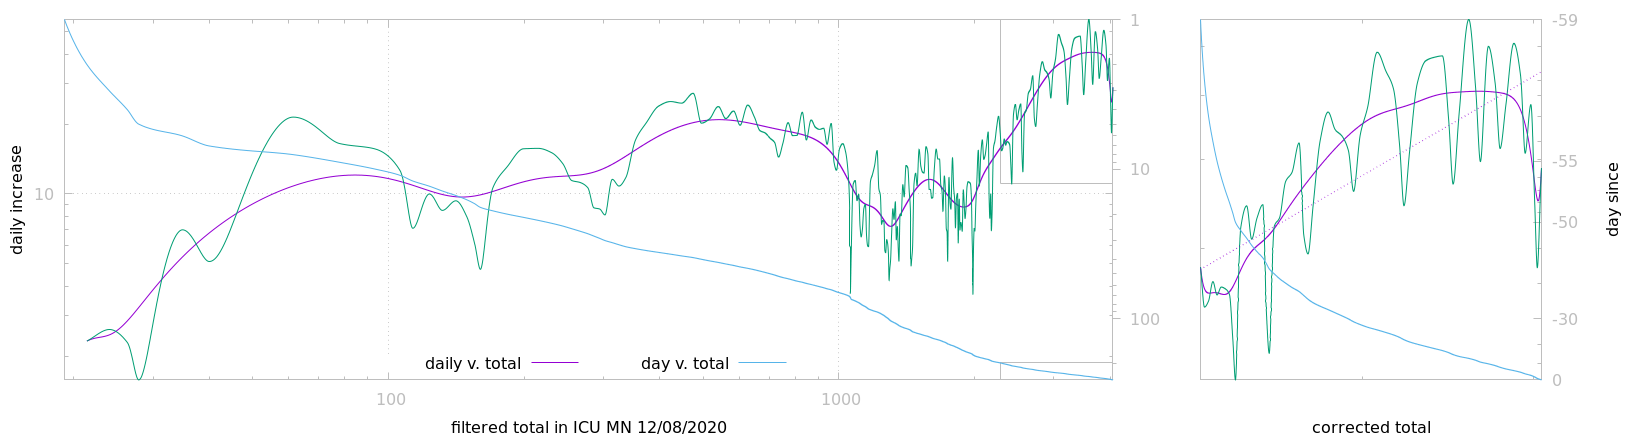 daily increase
10
100
1000
1
10
100
daily v. total
day v. total
filtered total in ICU MN 12/08/2020
-59
-55
-50
-30
0
day since
corrected total